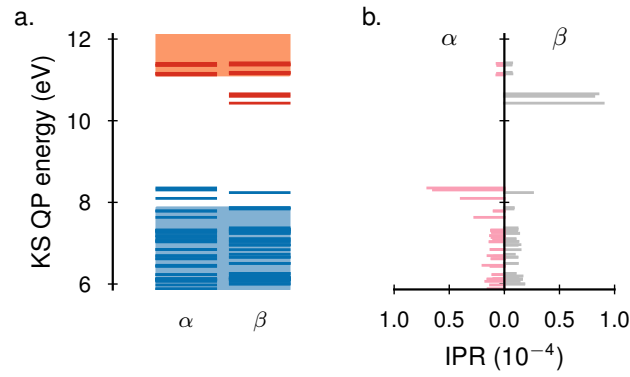 a.
12
10
8
6
KS QP energy (eV)
α
β
b.
α
β
1.0
0.5
0.0
0.5
1.0
IPR (10⁻⁴)